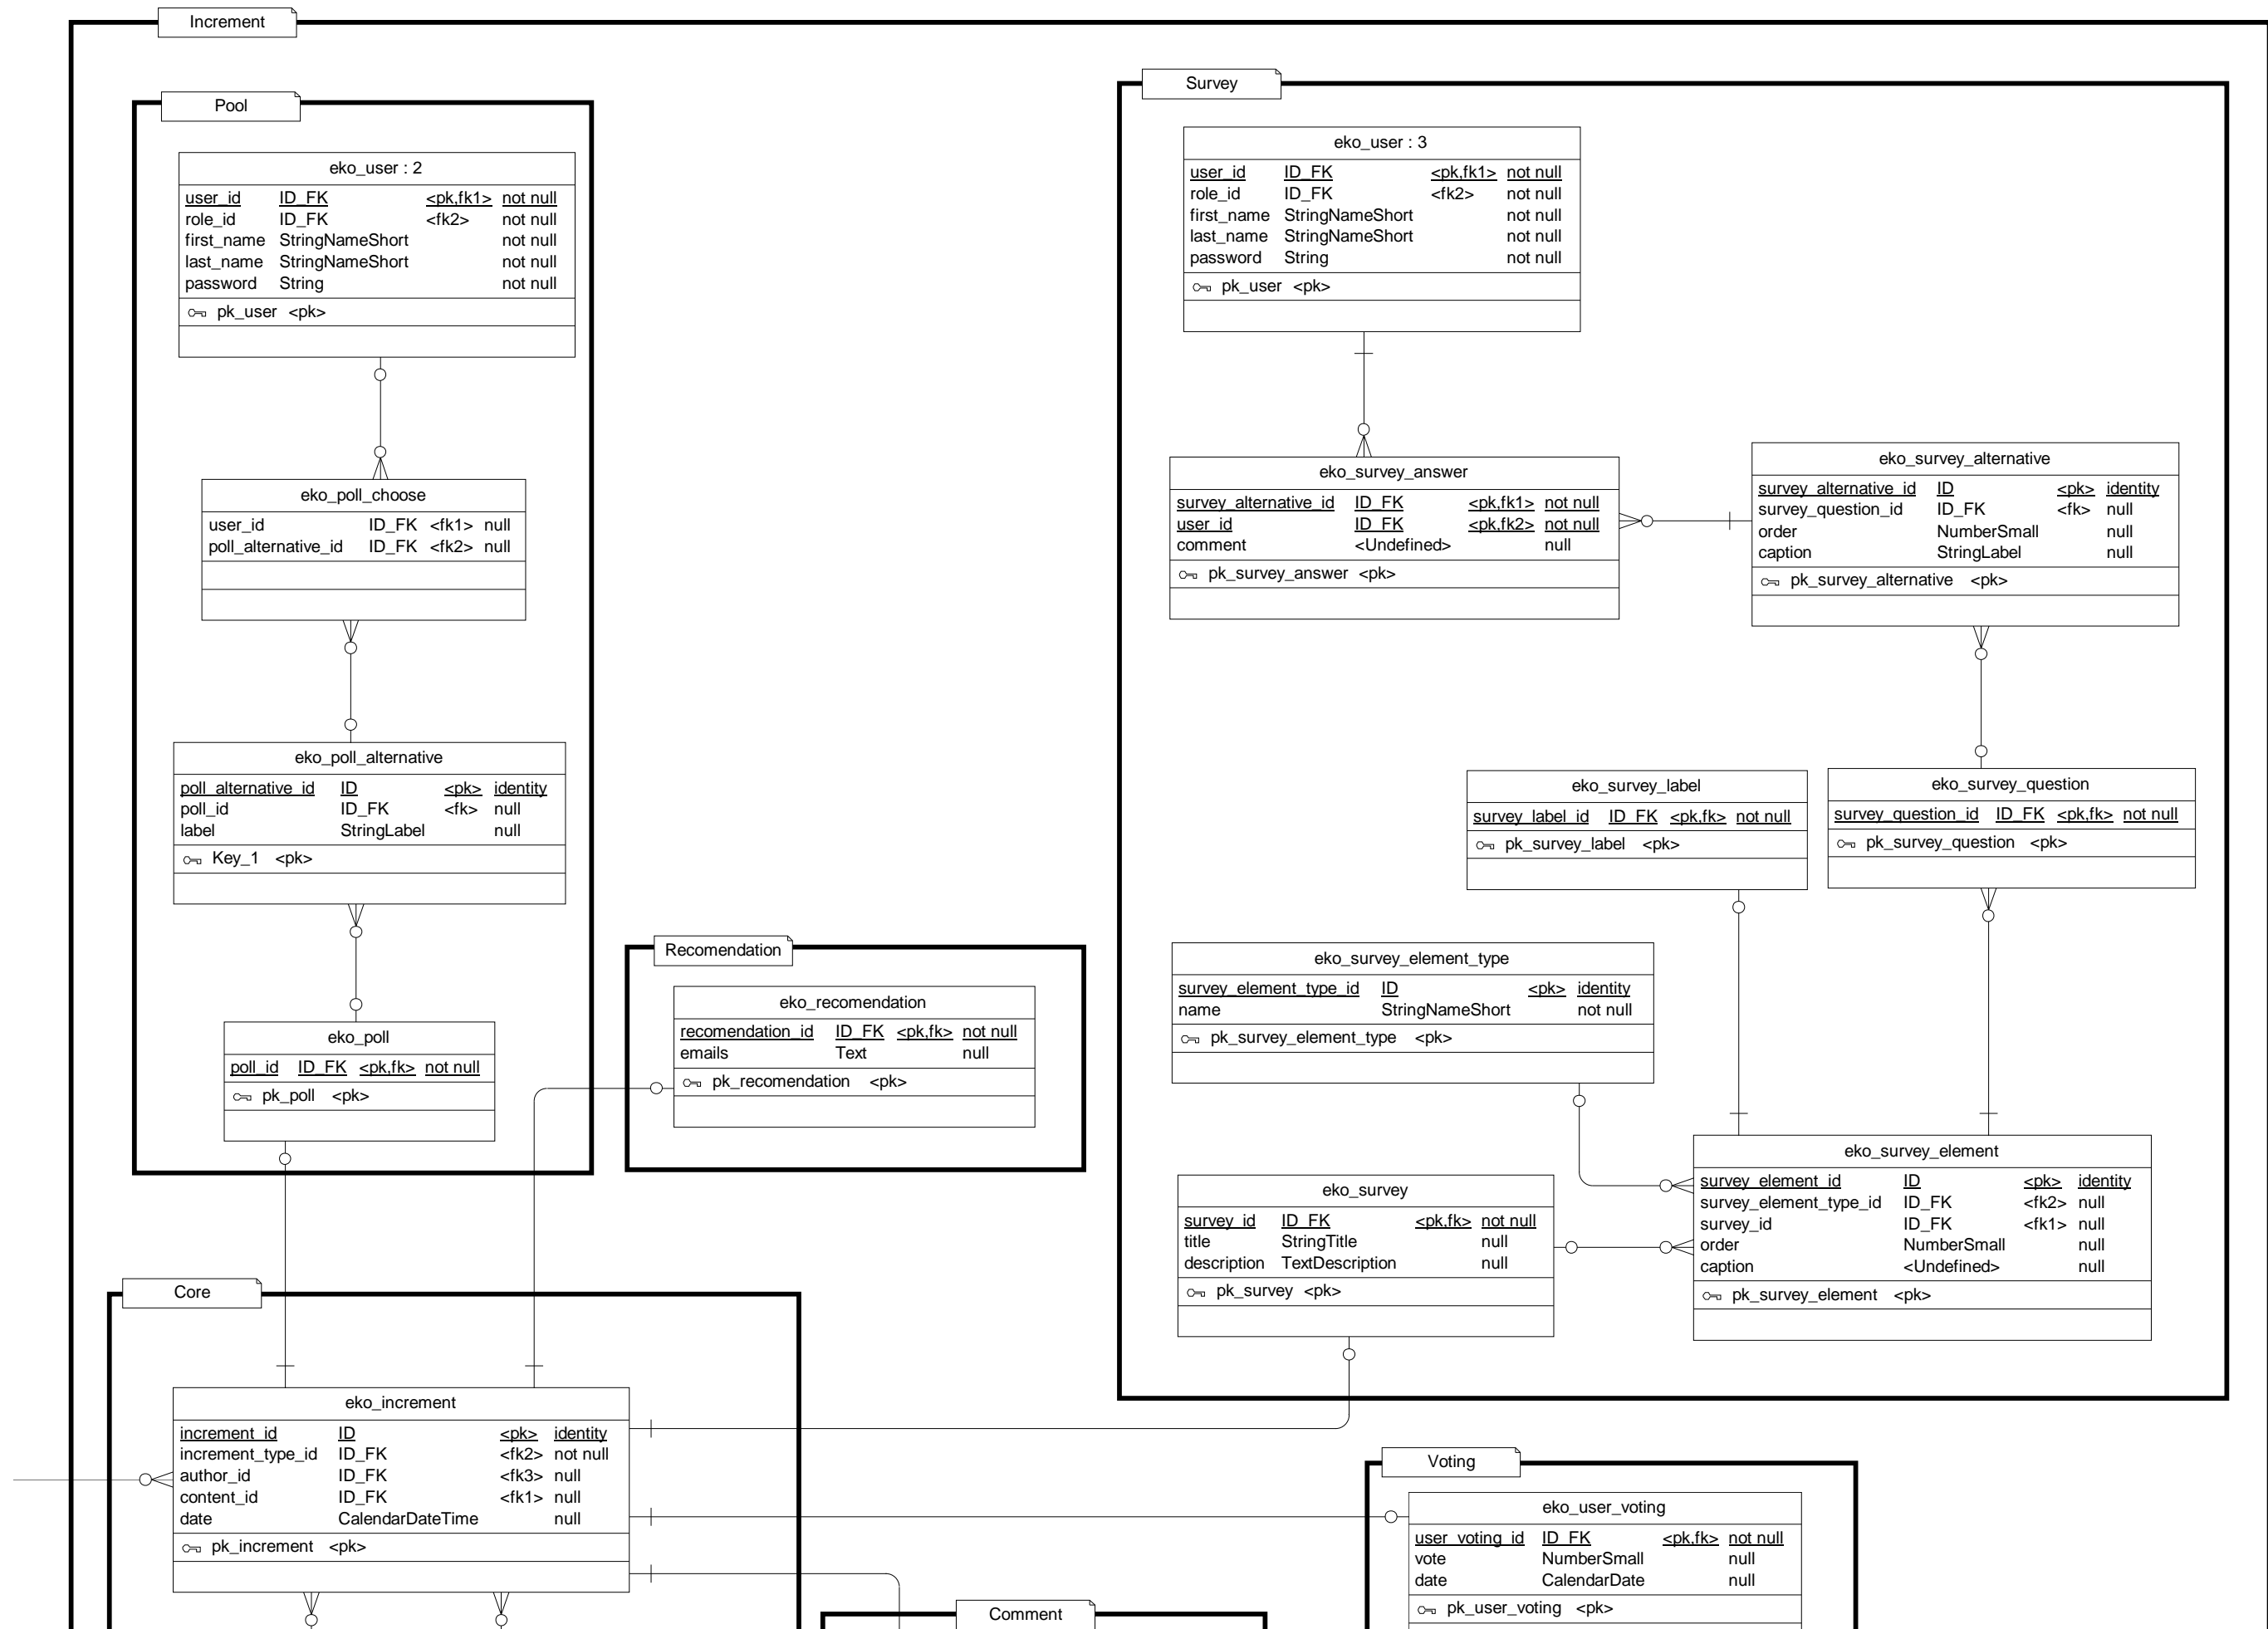 Increment
Pool
eko_user : 2
user_id ID_FK <pk,fk1> not null
role_id ID_FK <fk2> not null
first_name StringNameShort not null
last_name StringNameShort not null
password String not null
pk_user <pk>
eko_poll_choose
user_id ID_FK <fk1> null
poll_alternative_id ID_FK <fk2> null
eko_poll_alternative
poll_alternative_id ID <pk> identity
poll_id ID_FK <fk> null
label StringLabel null
Key_1 <pk>
eko_poll
poll_id ID_FK <pk,fk> not null
pk_poll <pk>
Recomendation
eko_recomendation
recomendation_id ID_FK <pk,fk> not null
emails Text null
pk_recomendation <pk>
Survey
eko_user : 3
user_id ID_FK <pk,fk1> not null
role_id ID_FK <fk2> not null
first_name StringNameShort not null
last_name StringNameShort not null
password String not null
pk_user <pk>
eko_survey_answer
survey_alternative_id ID_FK <pk,fk1> not null
user_id ID_FK <pk,fk2> not null
comment <Undefined> null
pk_survey_answer <pk>
eko_survey_alternative
survey_alternative_id ID <pk> identity
survey_question_id ID_FK <fk> null
order NumberSmall null
caption StringLabel null
pk_survey_alternative <pk>
eko_survey_label
survey_label_id ID_FK <pk,fk> not null
pk_survey_label <pk>
eko_survey_question
survey_question_id ID_FK <pk,fk> not null
pk_survey_question <pk>
eko_survey_element_type
survey_element_type_id ID <pk> identity
name StringNameShort not null
pk_survey_element_type <pk>
eko_survey
survey_id ID_FK <pk,fk> not null
title StringTitle null
description TextDescription null
pk_survey <pk>
eko_survey_element
survey_element_id ID <pk> identity
survey_element_type_id ID_FK <fk2> null
survey_id ID_FK <fk1> null
order NumberSmall null
caption <Undefined> null
pk_survey_element <pk>
Core
eko_increment
increment_id ID <pk> identity
increment_type_id ID_FK <fk2> not null
author_id ID_FK <fk3> null
content_id ID_FK <fk1> null
date CalendarDateTime null
pk_increment <pk>
Voting
eko_user_voting
user_voting_id ID_FK <pk,fk> not null
vote NumberSmall null
date CalendarDate null
pk_user_voting <pk>
Comment